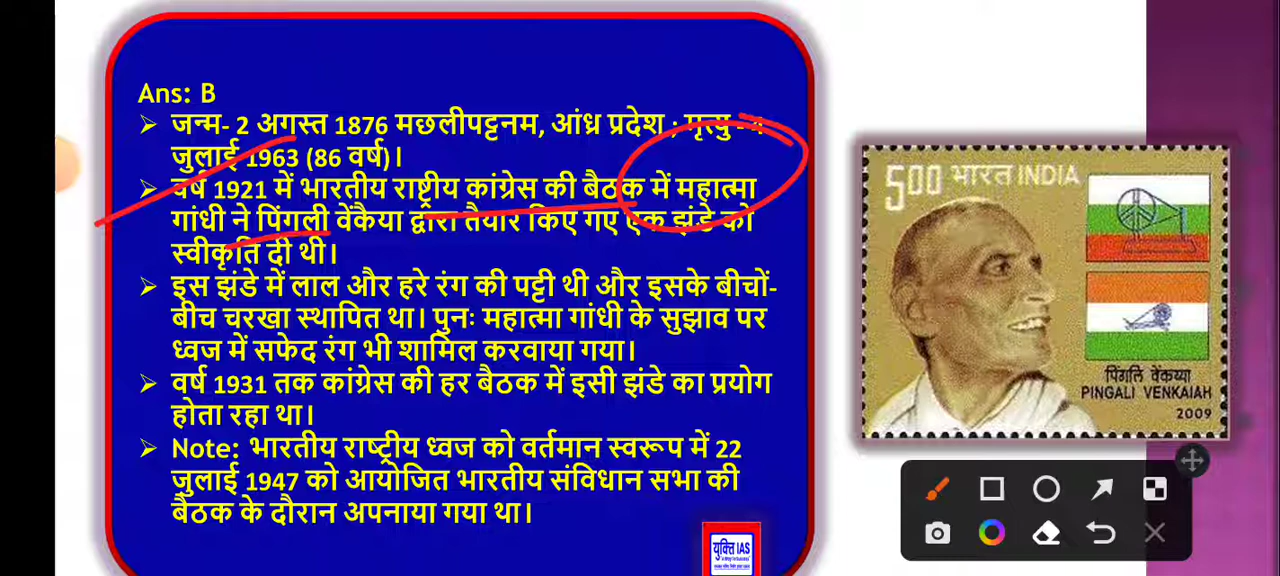 Ans: B
➢ जन्म- 2 अगस्त 1876 मछलीपट्टनम, आंध्र प्रदेश ; मृत्यु - 4
जुलाई 1963 (86 वर्ष)।
➢ वर्ष 1921 में भारतीय राष्ट्रीय कांग्रेस की बैठक में महात्मा
गांधी ने पिंगली वेंकैया द्वारा तैयार किए गए एक झंडे को
स्वीकृति दी थी।
➢ इस झंडे में लाल और हरे रंग की पट्टी थी और इसके बीचों-
बीच चरखा स्थापित था। पुनः महात्मा गांधी के सुझाव पर
ध्वज में सफेद रंग भी शामिल करवाया गया।
➢ वर्ष 1931 तक कांग्रेस की हर बैठक में इसी झंडे का प्रयोग
होता रहा था।
➢ Note: भारतीय राष्ट्रीय ध्वज को वर्तमान स्वरूप में 22
जुलाई 1947 को आयोजित भारतीय संविधान सभा की
बैठक के दौरान अपनाया गया था।
500 भारत INDIA
पिंगलि वेंकय्या
PINGALI VENKAIAH
2009
युक्ति IAS